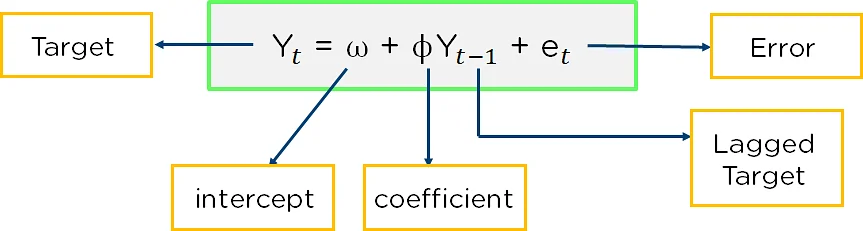 Target
Yₜ = ω + ϕYₜ₋₁ + eₜ
Error
Lagged
Target
intercept
coefficient